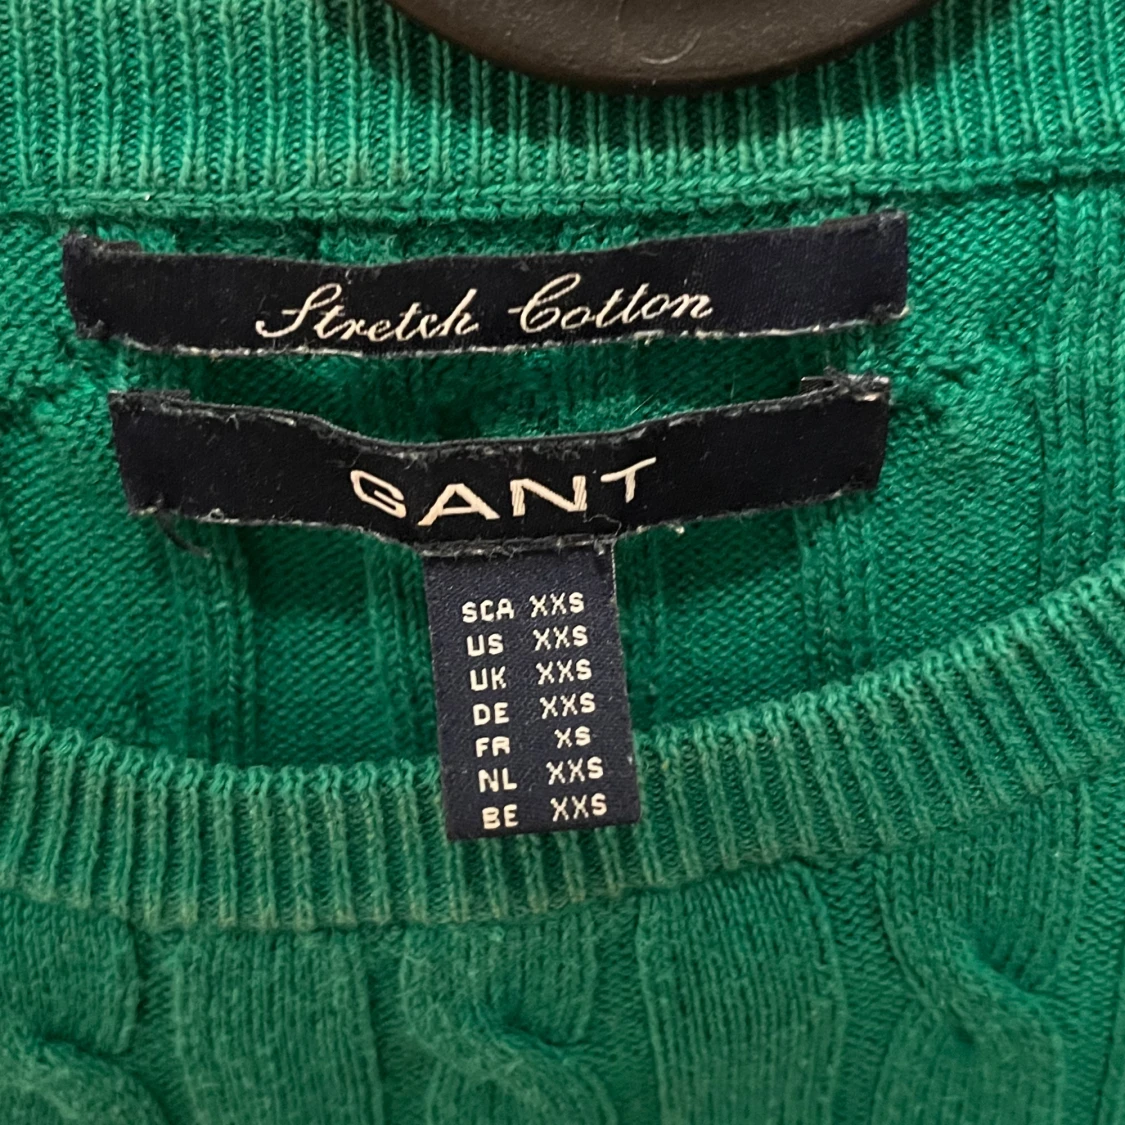 Stretch Cotton
GANT
SCA XXS
US XXS
UK XXS
DE XXS
FR XS
NL XXS
BE XXS